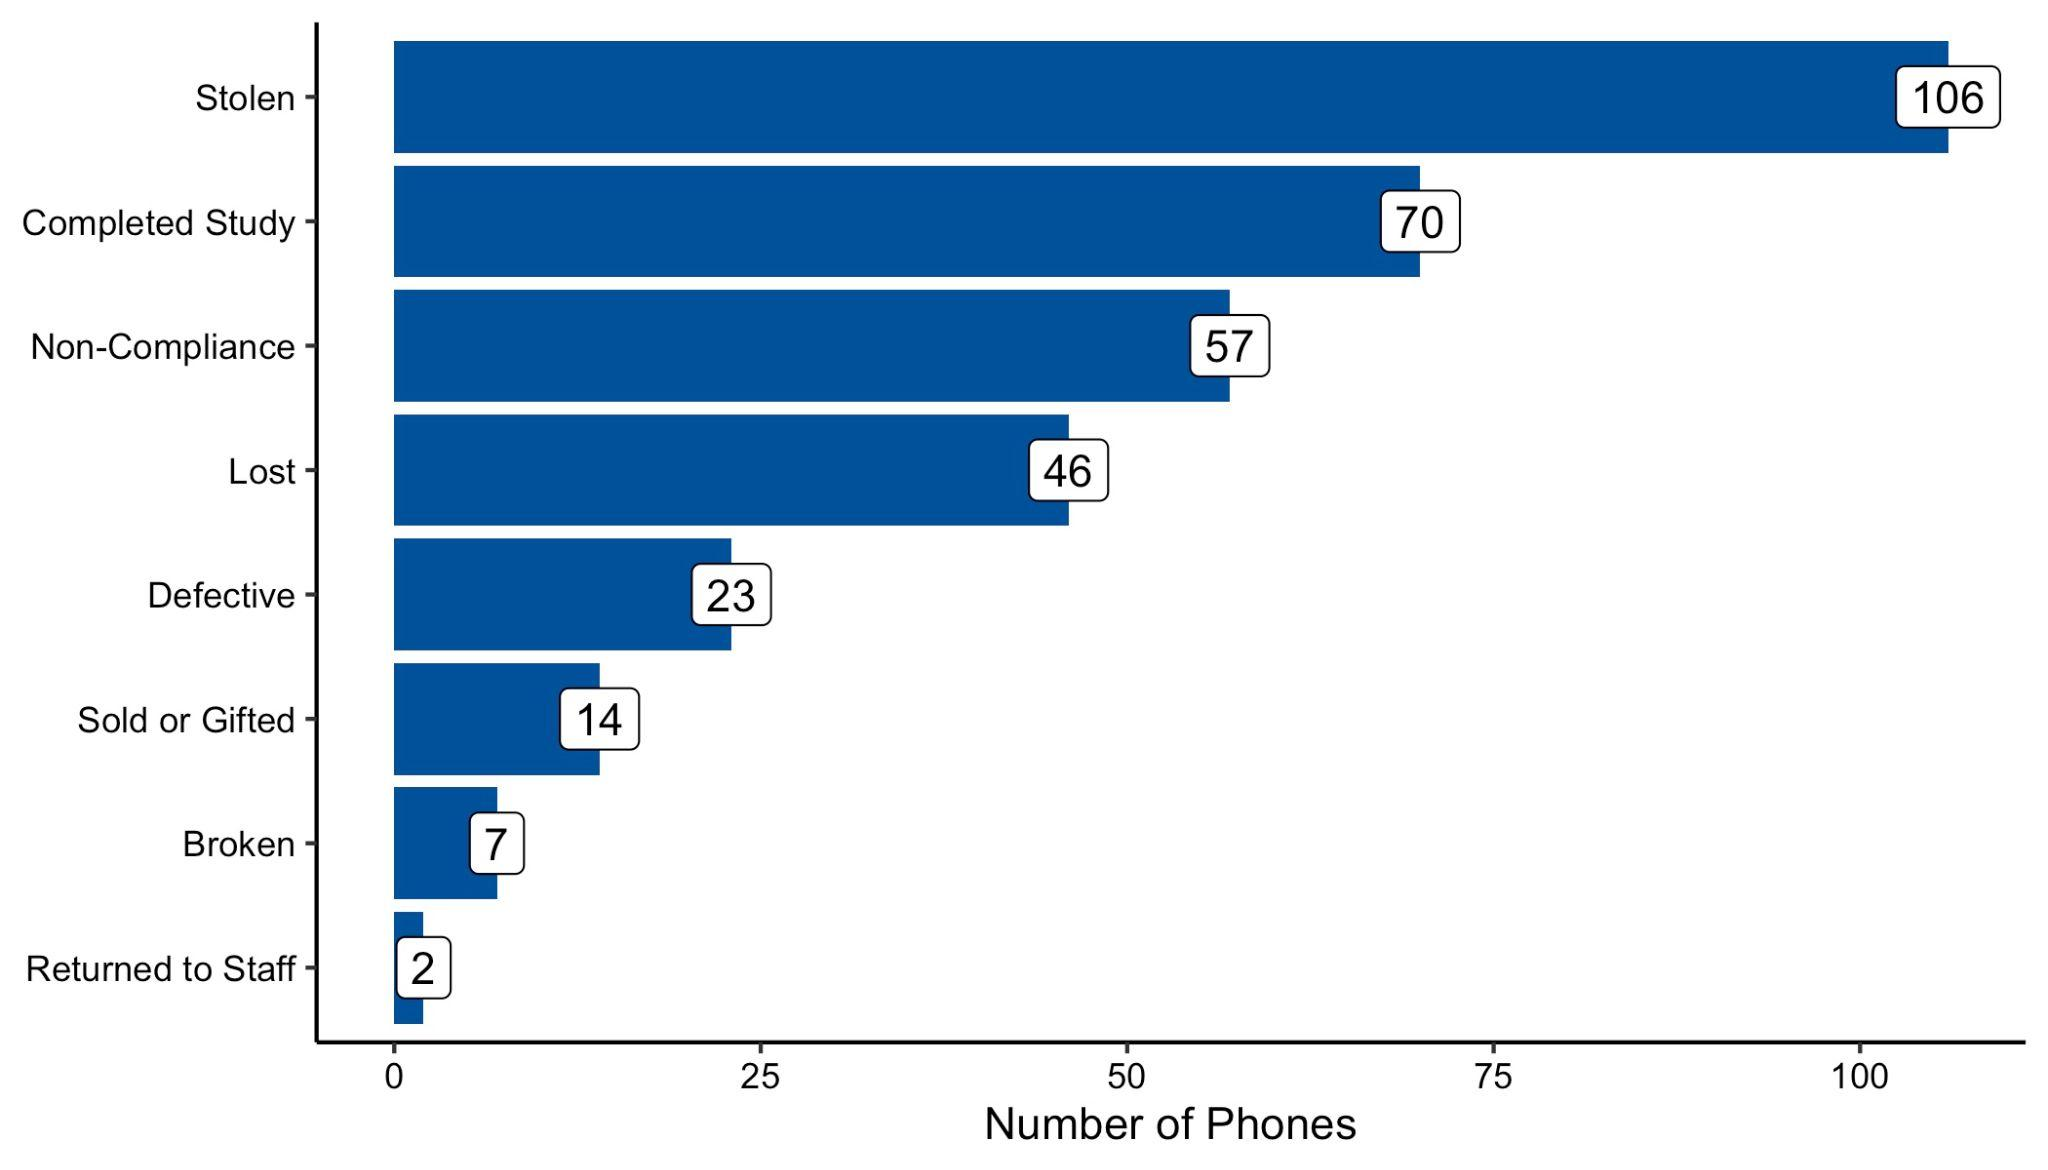 Stolen 106
Completed Study 70
Non-Compliance 57
Lost 46
Defective 23
Sold or Gifted 14
Broken 7
Returned to Staff 2
0 25 50 75 100
Number of Phones